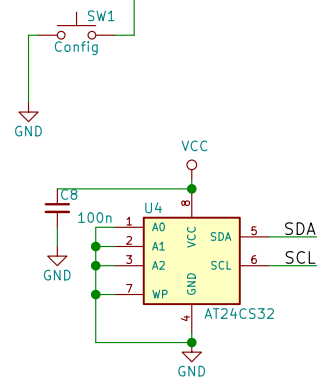 SW1
Config
GND
VCC
C8
100n
GND
U4
8
VCC
1 A0
2 A1
3 A2
7 WP
SDA 5 SDA
SCL 6 SCL
GND
4
AT24CS32
GND